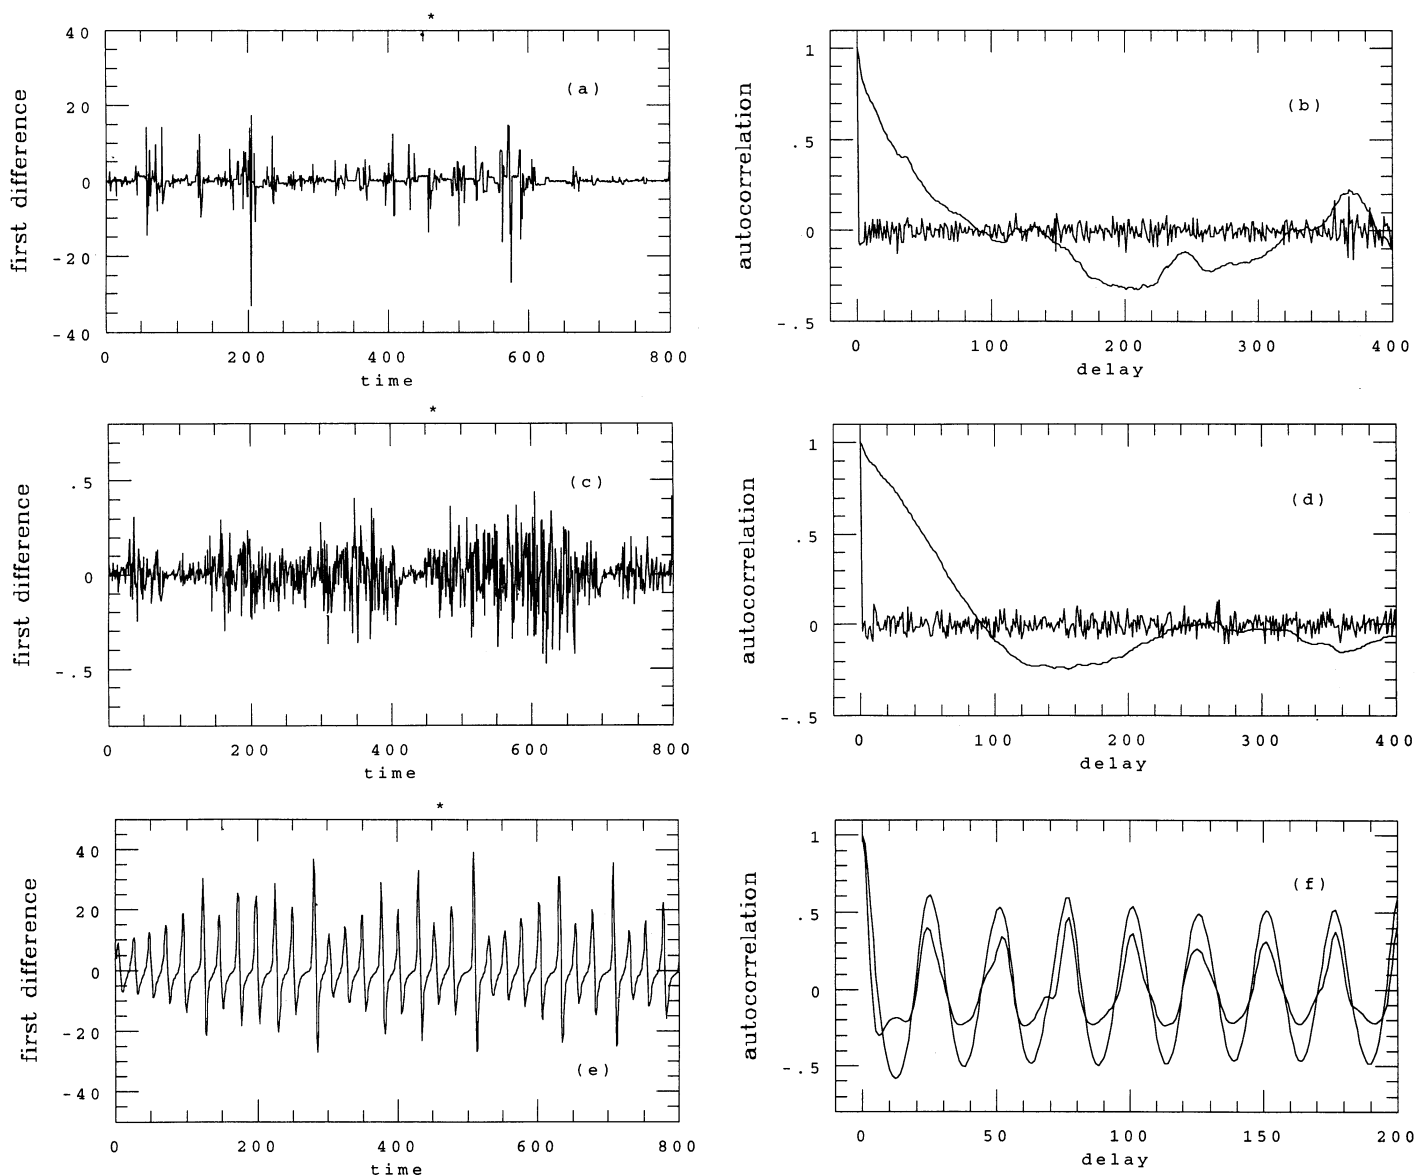 *
40
20
0
-20
-40
0 200 400 600 800
time
first difference
(a)
1
.5
0
-.5
0 100 200 300 400
delay
autocorrelation
(b)
*
.5
0
-.5
0 200 400 600 800
time
first difference
(c)
1
.5
0
-.5
0 100 200 300 400
delay
autocorrelation
(d)
*
40
20
0
-20
-40
0 200 400 600 800
time
first difference
(e)
1
.5
0
-.5
0 50 100 150 200
delay
autocorrelation
(f)